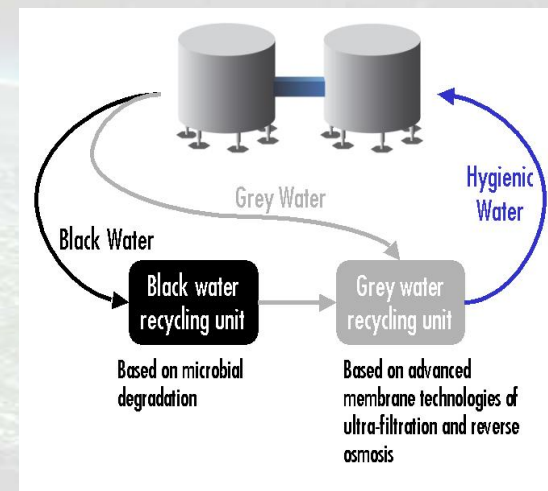 Grey Water
Hygienic
Water
Black Water
Black water
recycling unit
Grey water
recycling unit
Based on microbial
degradation
Based on advanced
membrane technologies of
ultra-filtration and reverse
osmosis